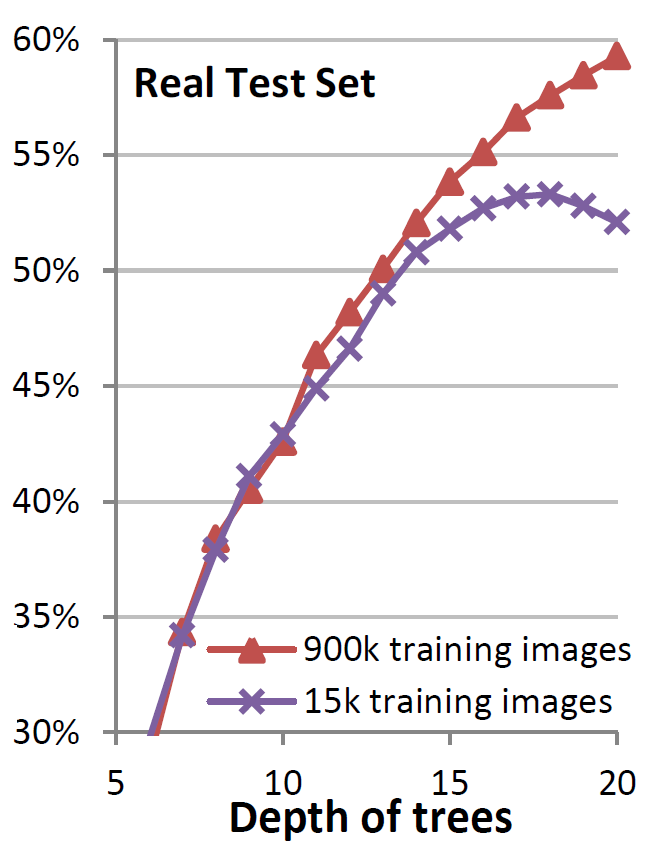 60%
Real Test Set
55%
50%
45%
40%
35%
900k training images
15k training images
30%
5 10 15 20
Depth of trees